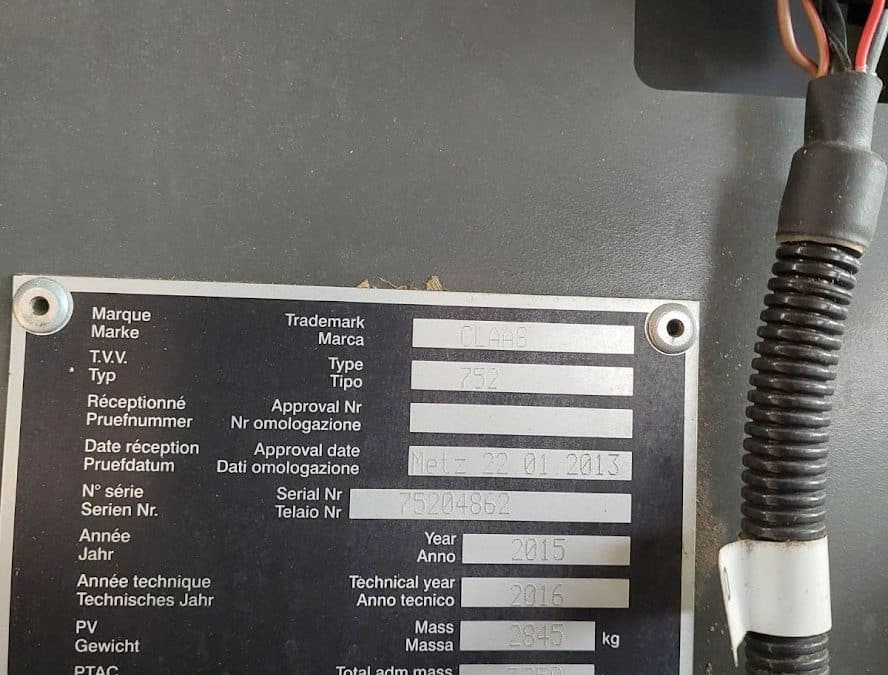 Marque Trademark CLAAS
Marke Marca
T.V.V. Type 752
Typ Tipo
Réceptionné Approval Nr
Pruefnummer Nr omologazione
Date réception Approval date Metz 22 01 2013
Pruefdatum Dati omologazione
N° série Serial Nr 75204862
Serien Nr. Telaio Nr
Année Year 2015
Jahr Anno
Année technique Technical year 2016
Technisches Jahr Anno tecnico
PV Mass 2845 kg
Gewicht Massa
PTAC Total adm mass